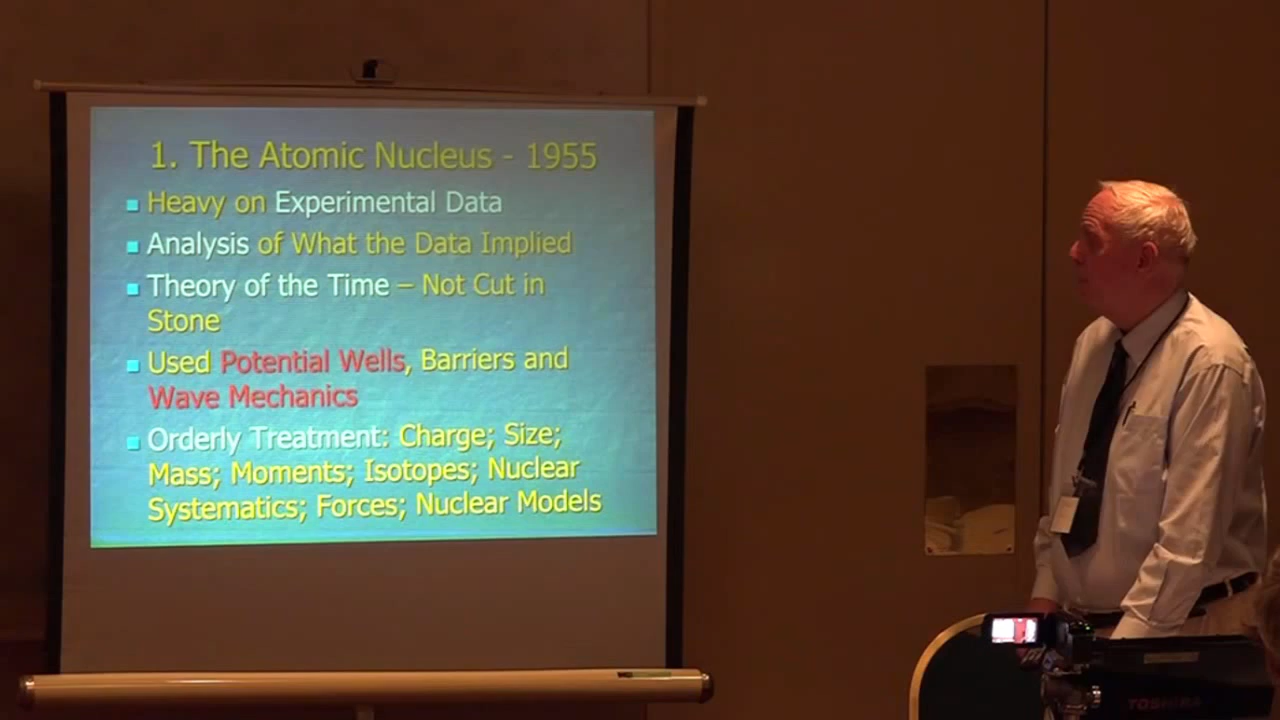 1. The Atomic Nucleus - 1955
Heavy on Experimental Data
Analysis of What the Data Implied
Theory of the Time – Not Cut in
Stone
Used Potential Wells, Barriers and
Wave Mechanics
Orderly Treatment: Charge; Size;
Mass; Moments; Isotopes; Nuclear
Systematics; Forces; Nuclear Models
TOSHIBA